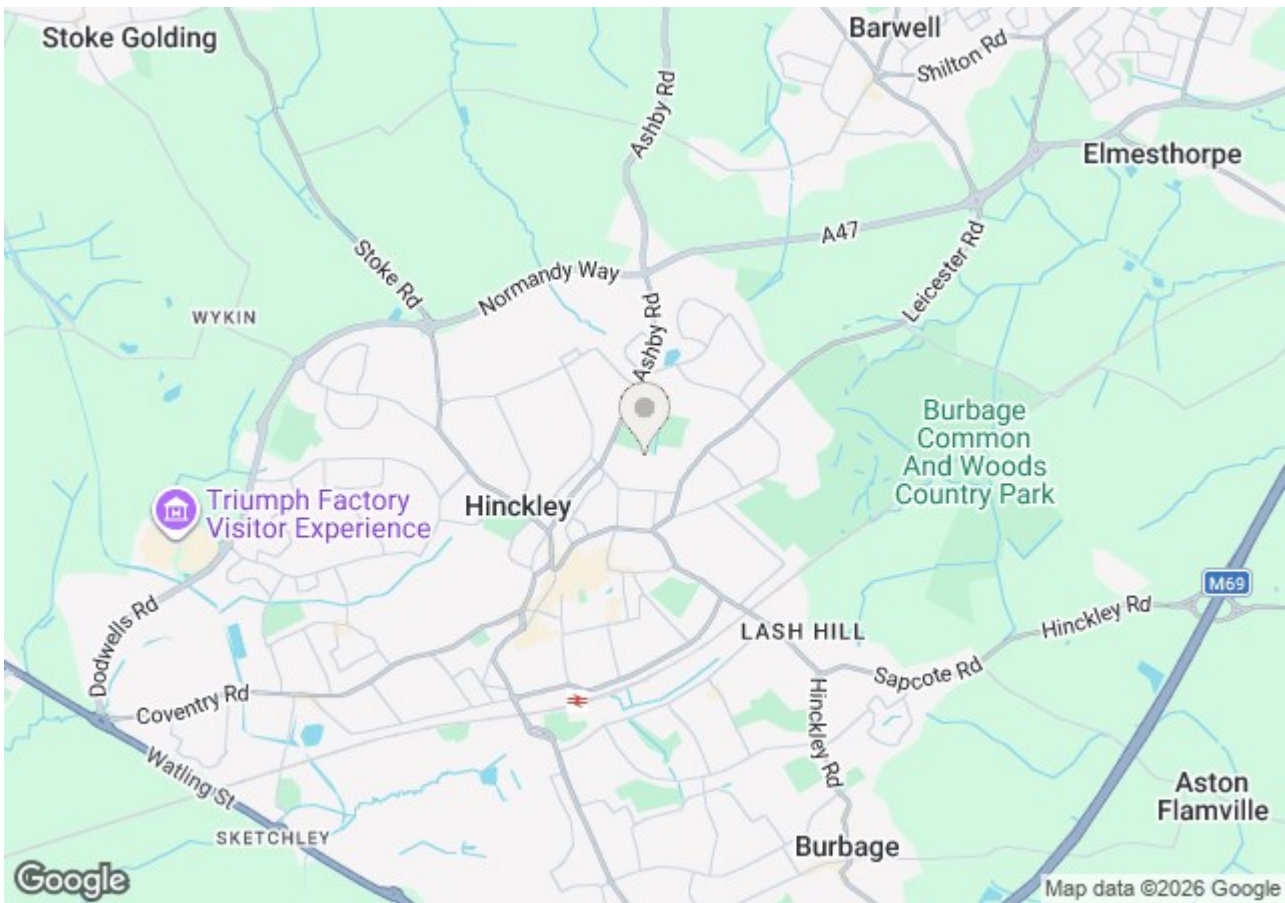 Stoke Golding
Barwell
Shilton Rd
Ashby Rd
Elmesthorpe
A47
Leicester Rd
Stoke Rd
Normandy Way
WYKIN
Ashby Rd
Burbage
Common
And Woods
Country Park
Triumph Factory
Visitor Experience
Hinckley
M69
Hinckley Rd
LASH HILL
Sapcote Rd
Dodwells Rd
Coventry Rd
Hinckley Rd
Watling St
Aston
Flamville
SKETCHLEY
Burbage
Google
Map data ©2026 Google